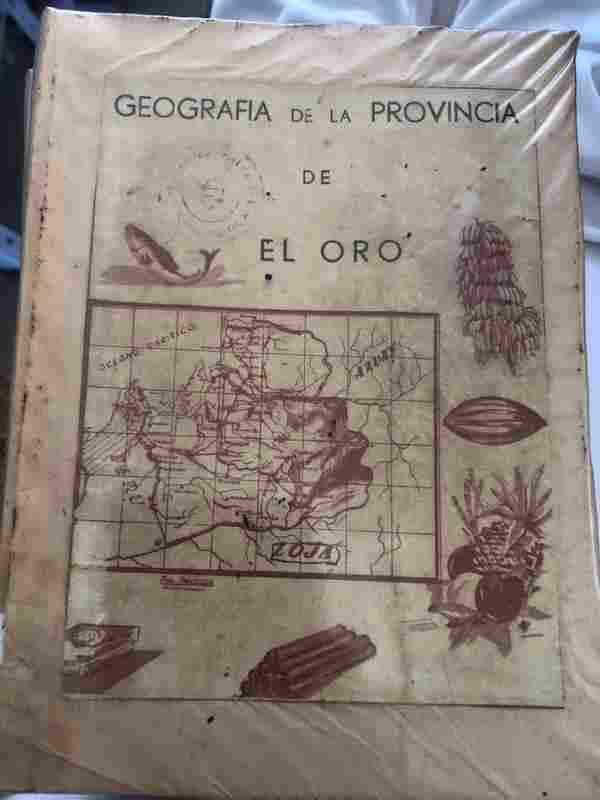 GEOGRAFIA DE LA PROVINCIA
DE
EL ORO
OCEANO PACIFICO
AZUAY
LOJA